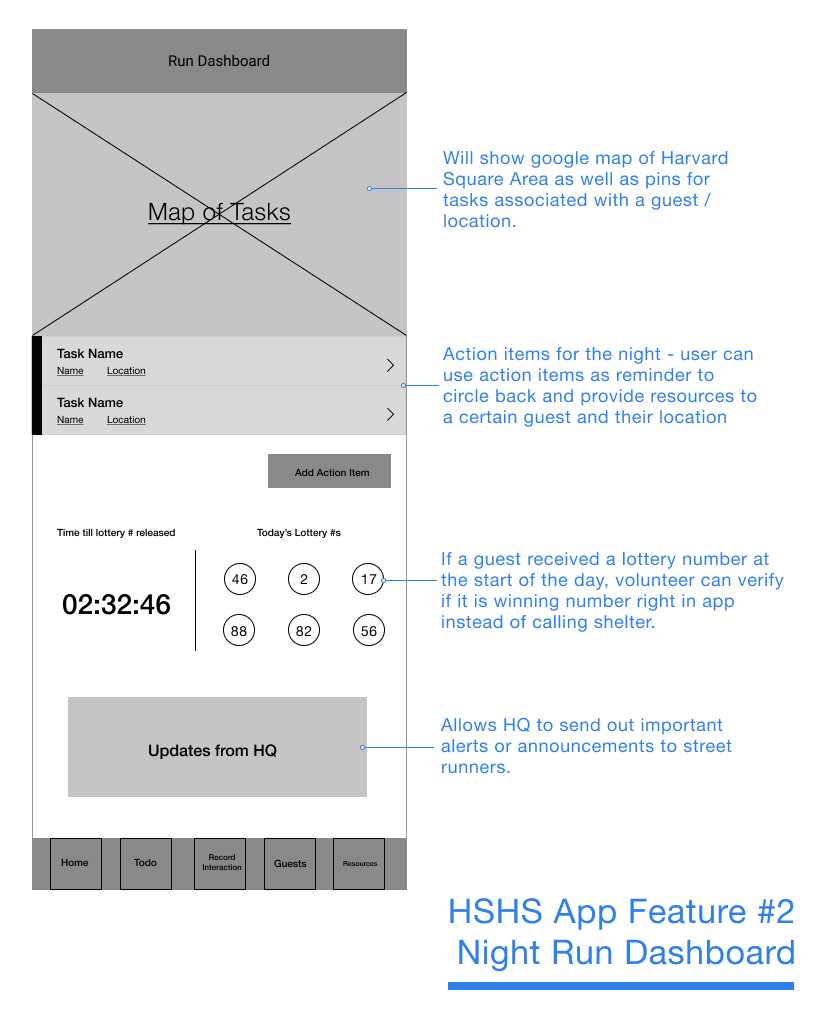 Run Dashboard
Map of Tasks
Will show google map of Harvard
Square Area as well as pins for
tasks associated with a guest /
location.
Task Name
Name Location
Task Name
Name Location
Action items for the night - user can
use action items as reminder to
circle back and provide resources to
a certain guest and their location
Add Action Item
Time till lottery # released
Today's Lottery #s
02:32:46
46 2 17
88 82 56
If a guest received a lottery number at
the start of the day, volunteer can verify
if it is winning number right in app
instead of calling shelter.
Updates from HQ
Allows HQ to send out important
alerts or announcements to street
runners.
Home
Todo
Record
Interaction
Guests
Resources
HSHS App Feature #2
Night Run Dashboard